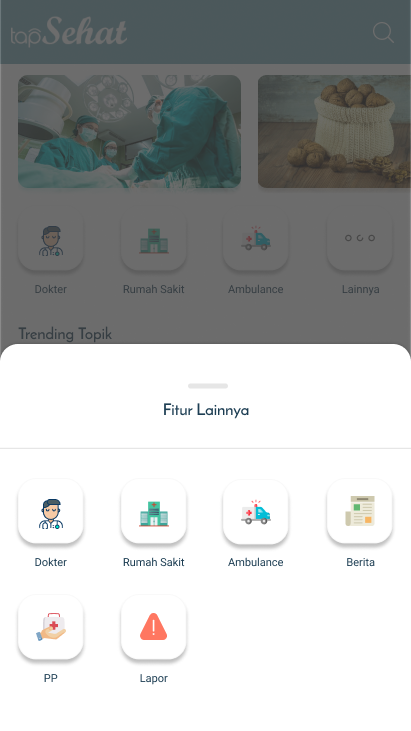 tapSehat
Dokter
Rumah Sakit
Ambulance
Lainnya
Trending Topik
Fitur Lainnya
Dokter
Rumah Sakit
Ambulance
Berita
PP
Lapor